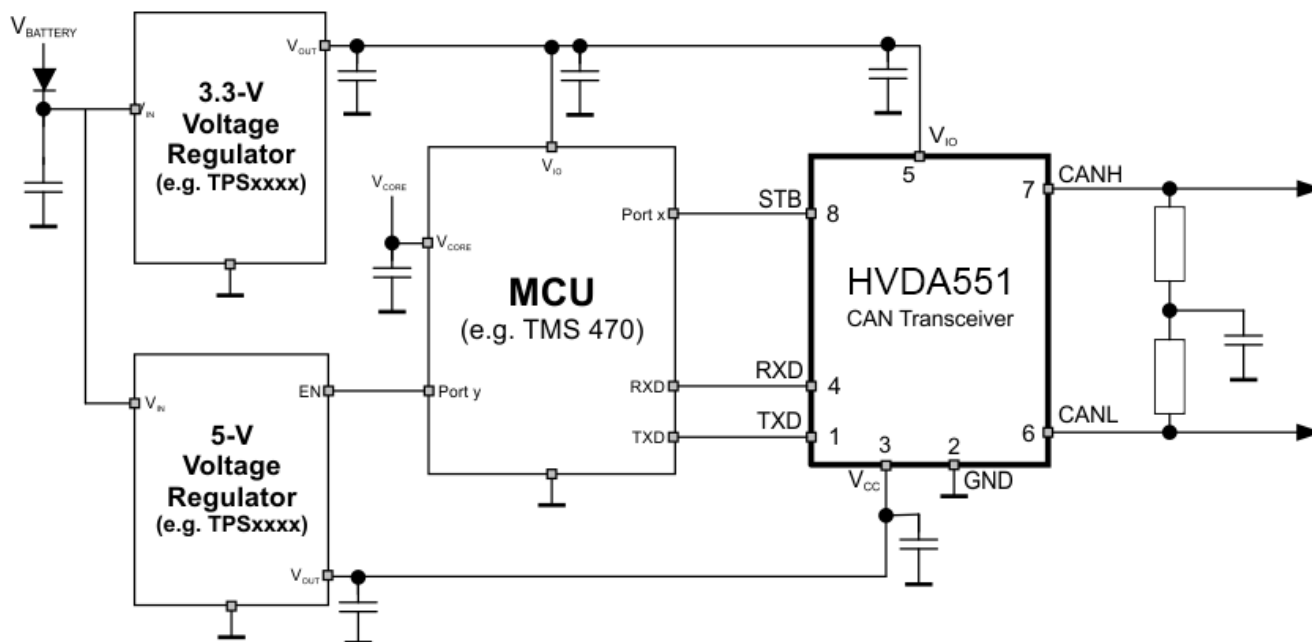 VBATTERY
VOUT
3.3-V
Voltage
Regulator
(e.g. TPSxxxx)
VIN
VIO
VCORE
VCORE
MCU
(e.g. TMS 470)
Port x
Port y
RXD
TXD
STB
RXD
TXD
8
4
1
VIO
5
HVDA551
CAN Transceiver
7
CANH
6
CANL
3
2
VCC
GND
EN
VIN
5-V
Voltage
Regulator
(e.g. TPSxxxx)
VOUT